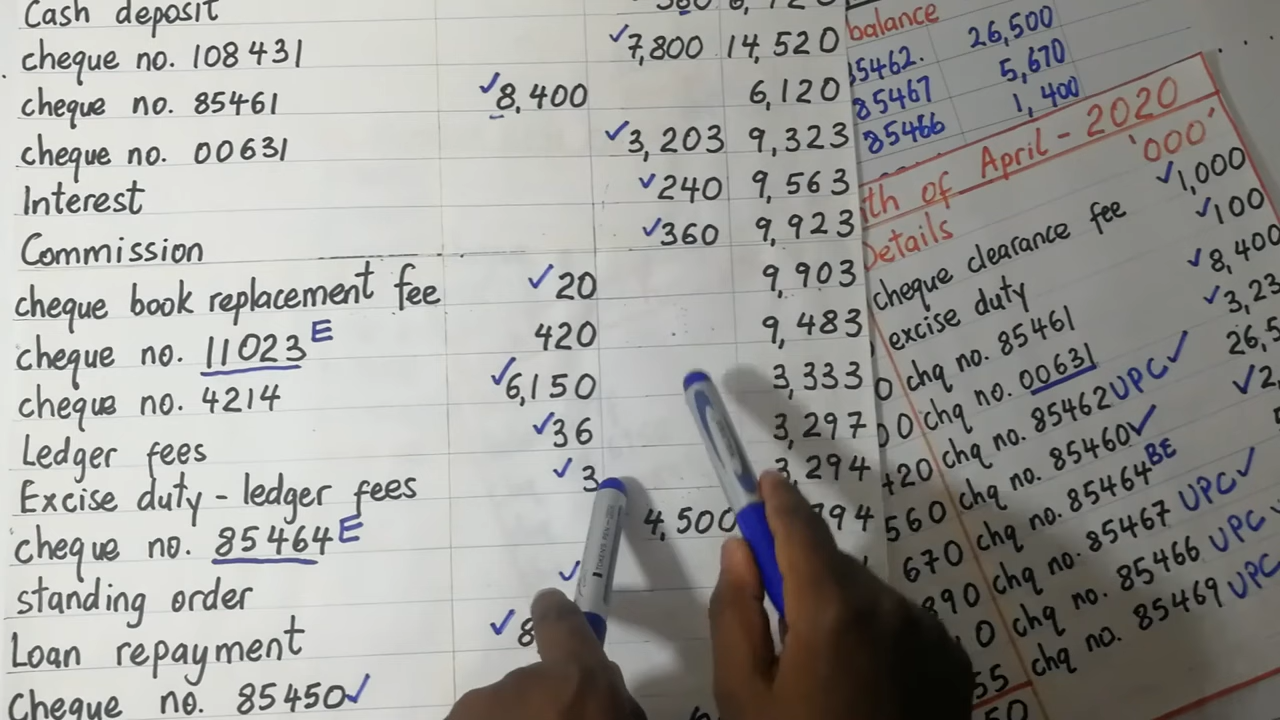 Cash deposit
cheque no. 108431 ✓7,800 14,520
cheque no. 85461 ✓8,400 6,120
cheque no. 00631 ✓3,203 9,323
Interest ✓240 9,563
Commission ✓360 9,923
cheque book replacement fee ✓20 9,903
cheque no. 11023 E 420 9,483
cheque no. 4214 ✓6,150 3,333
Ledger fees ✓36 3,297
Excise duty - ledger fees ✓3 3,294
cheque no. 85464 E 4,500
standing order
Loan repayment
Cheque no. 85450✓
balance 26,500
85467 5,670
85466 1,400
of April - 2020
Details '000'
cheque clearance fee ✓1,000
excise duty ✓100
chq no. 85461 ✓8,400
chq no. 00631
chq no. 85462 UPC✓
chq no. 85460✓
chq no. 85464 BE
chq no. 85467 UPC✓
chq no. 85466 UPC
chq no. 85469 UPC